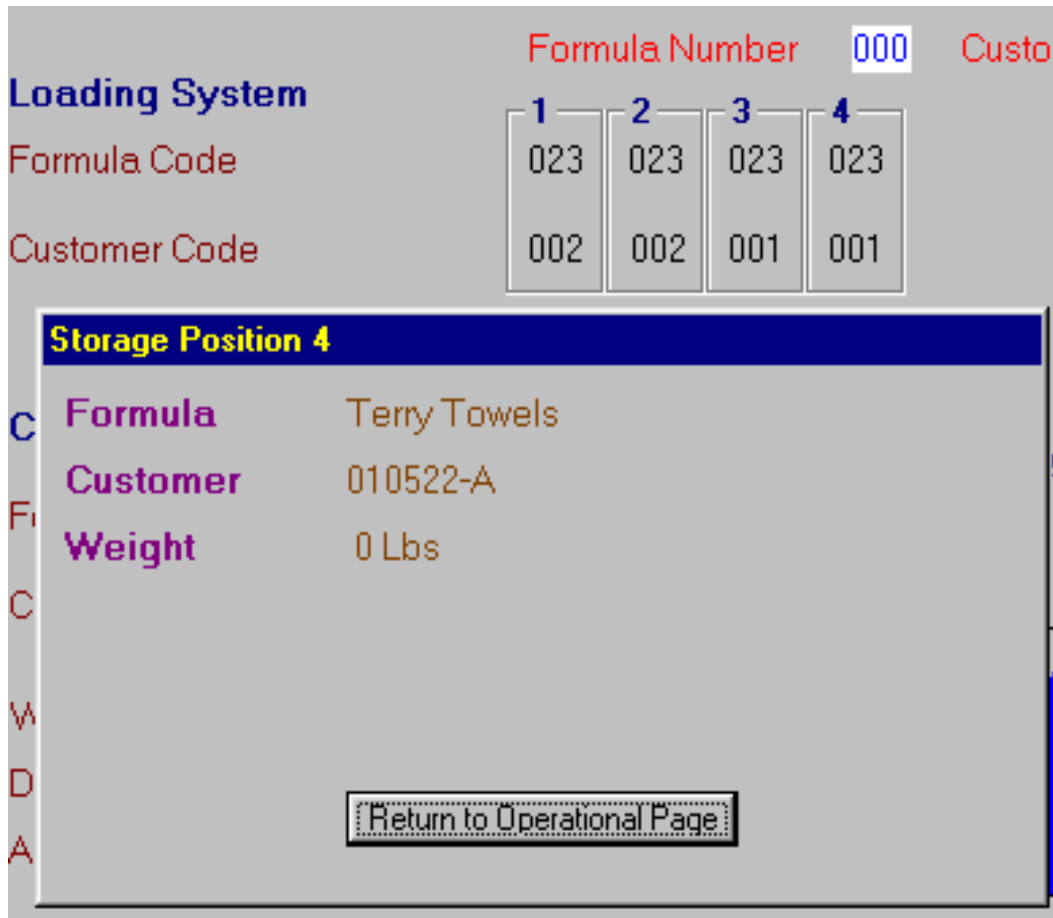 Formula Number 000 Custo
Loading System
1 2 3 4
Formula Code 023 023 023 023
Customer Code 002 002 001 001
Storage Position 4
Formula Terry Towels
Customer 010522-A
Weight 0 Lbs
Return to Operational Page